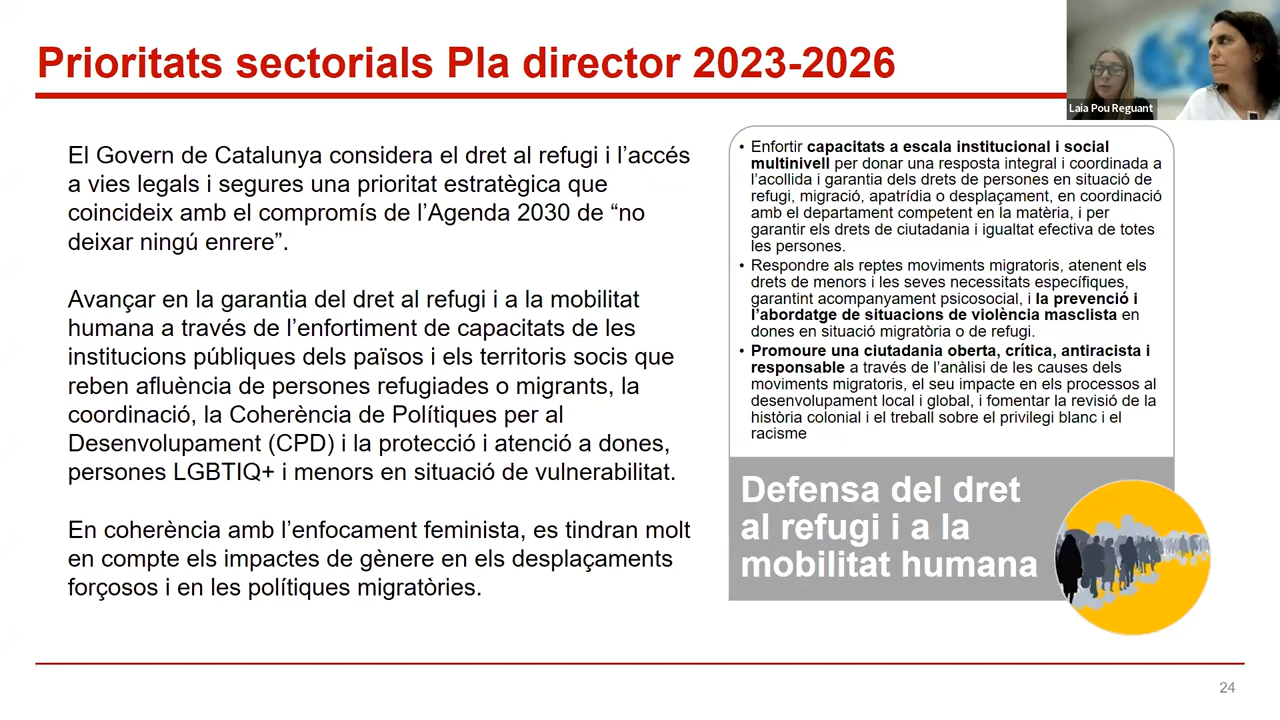 Prioritats sectorials Pla director 2023-2026
Laia Pou Reguant
El Govern de Catalunya considera el dret al refugi i l’accés
a vies legals i segures una prioritat estratègica que
coincideix amb el compromís de l’Agenda 2030 de “no
deixar ningú enrere”.
Avançar en la garantia del dret al refugi i a la mobilitat
humana a través de l’enfortiment de capacitats de les
institucions públiques dels països i els territoris socis que
reben afluència de persones refugiades o migrants, la
coordinació, la Coherència de Polítiques per al
Desenvolupament (CPD) i la protecció i atenció a dones,
persones LGBTIQ+ i menors en situació de vulnerabilitat.
En coherència amb l’enfocament feminista, es tindran molt
en compte els impactes de gènere en els desplaçaments
forçosos i en les polítiques migratòries.
• Enfortir capacitats a escala institucional i social
multinivell per donar una resposta integral i coordinada a
l’acollida i garantia dels drets de persones en situació de
refugi, migració, apatrídia o desplaçament, en coordinació
amb el departament competent en la matèria, i per
garantir els drets de ciutadania i igualtat efectiva de totes
les persones.
• Respondre als reptes moviments migratoris, atenent els
drets de menors i les seves necessitats específiques,
garantint acompanyament psicosocial, i la prevenció i
l’abordatge de situacions de violència masclista en
dones en situació migratòria o de refugi.
• Promoure una ciutadania oberta, crítica, antiracista i
responsable a través de l’anàlisi de les causes dels
moviments migratoris, el seu impacte en els processos al
desenvolupament local i global, i fomentar la revisió de la
història colonial i el treball sobre el privilegi blanc i el
racisme
Defensa del dret
al refugi i a la
mobilitat humana
24